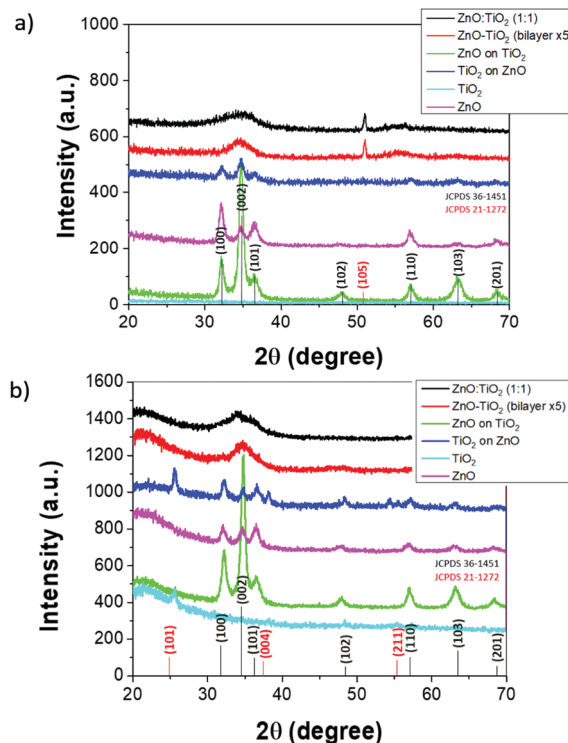 a)
1000
800
600
400
200
0
Intensity (a.u.)
ZnO:TiO2 (1:1)
ZnO-TiO2 (bilayer x5)
ZnO on TiO2
TiO2 on ZnO
TiO2
ZnO
JCPDS 36-1451
JCPDS 21-1272
(100)
(002)
(101)
(102)
(105)
(110)
(103)
(201)
20 30 40 50 60 70
2θ (degree)
b)
1600
1400
1200
1000
800
600
400
200
0
Intensity (a.u.)
ZnO:TiO2 (1:1)
ZnO-TiO2 (bilayer x5)
ZnO on TiO2
TiO2 on ZnO
TiO2
ZnO
JCPDS 36-1451
JCPDS 21-1272
(101)
(100)
(002)
(101)
(004)
(102)
(211)
(110)
(103)
(201)
20 30 40 50 60 70
2θ (degree)